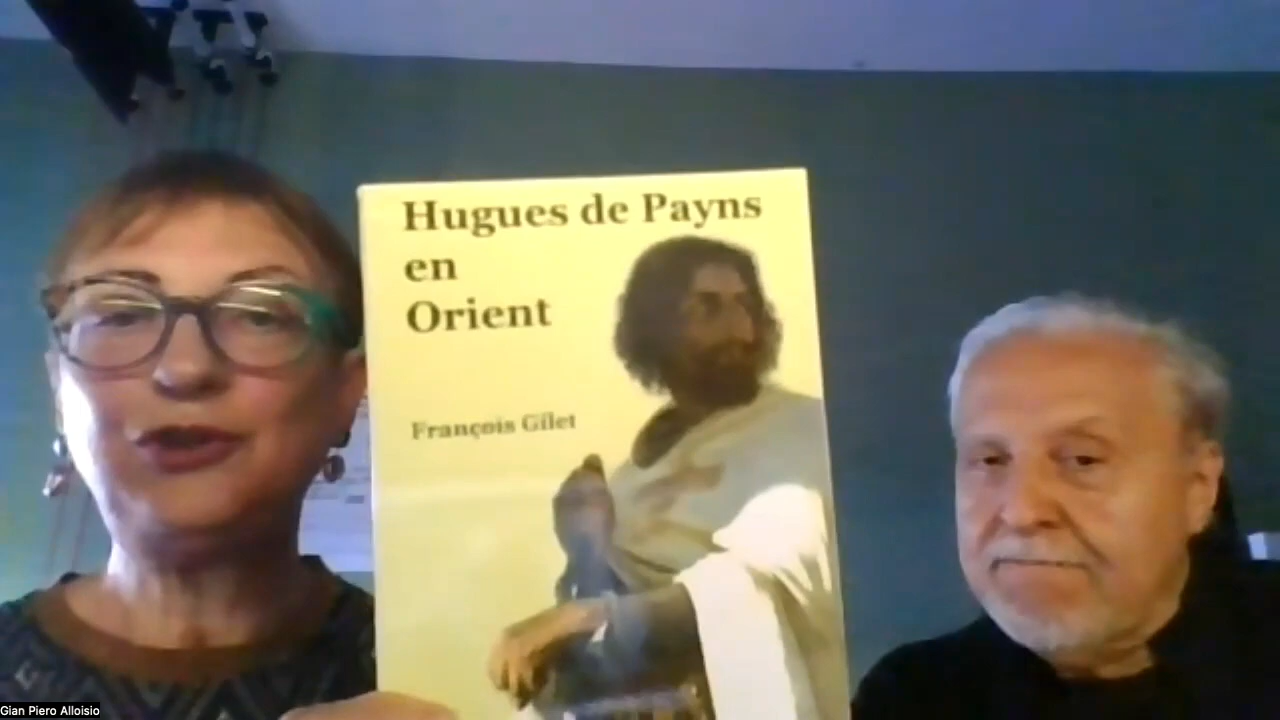 Hugues de Payns
en
Orient
François Gilet
Gian Piero Alloisio